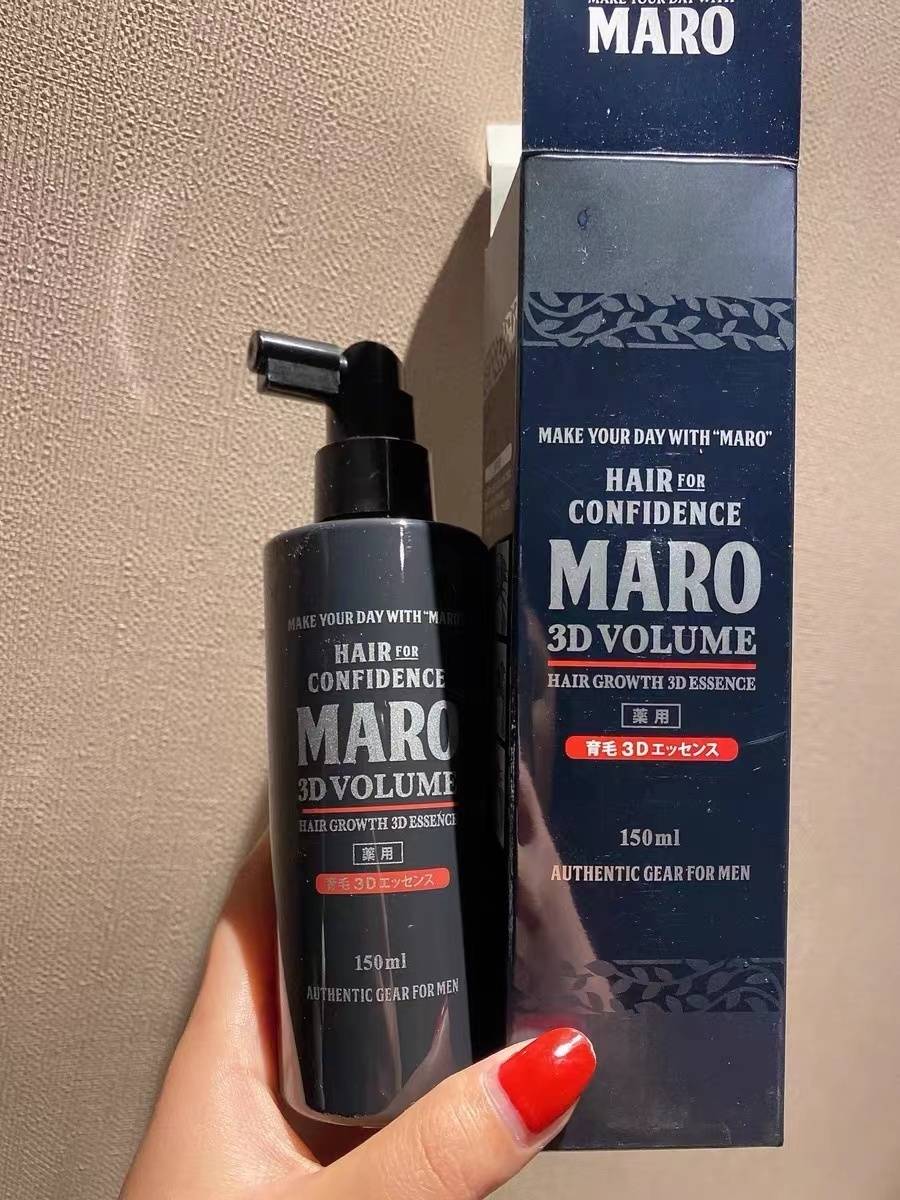 MARO
MAKE YOUR DAY WITH "MARO"
HAIR FOR
CONFIDENCE
MARO
3D VOLUME
HAIR GROWTH 3D ESSENCE
薬用
育毛 3Dエッセンス
150ml
AUTHENTIC GEAR FOR MEN
MAKE YOUR DAY WITH "MARO
HAIR FOR
CONFIDENCE
MARO
3D VOLUME
HAIR GROWTH 3D ESSENCE
薬用
育毛 3Dエッセンス
150ml
AUTHENTIC GEAR FOR MEN